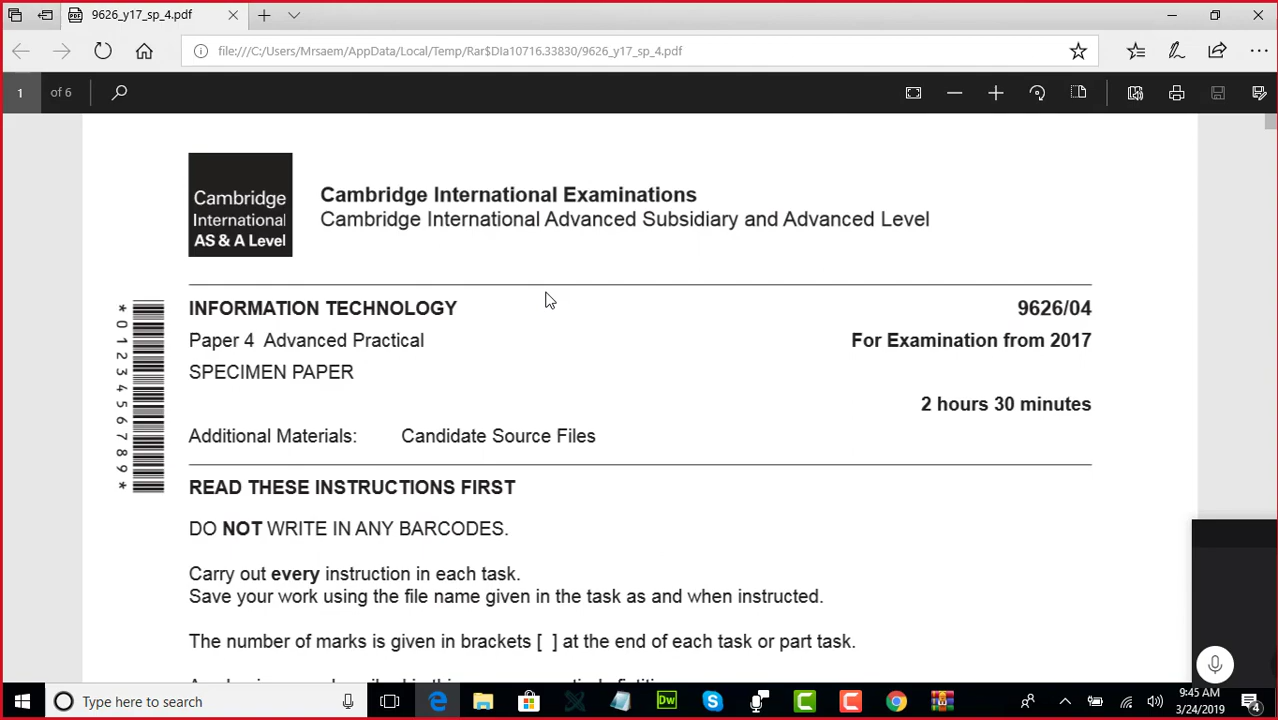 9626_y17_sp_4.pdf
file:///C:/Users/Mrsaem/AppData/Local/Temp/Rar$DIa10716.33830/9626_y17_sp_4.pdf
1 of 6
Cambridge
International
AS & A Level
Cambridge International Examinations
Cambridge International Advanced Subsidiary and Advanced Level
INFORMATION TECHNOLOGY 9626/04
Paper 4 Advanced Practical For Examination from 2017
SPECIMEN PAPER
2 hours 30 minutes
Additional Materials: Candidate Source Files
*0123456789*
READ THESE INSTRUCTIONS FIRST
DO NOT WRITE IN ANY BARCODES.
Carry out every instruction in each task.
Save your work using the file name given in the task as and when instructed.
The number of marks is given in brackets [ ] at the end of each task or part task.
Type here to search
Dw
9:45 AM
3/24/2019
4